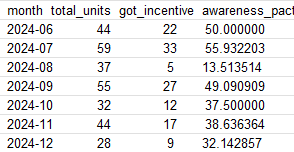 month total_units got_incentive awareness_pact
2024-06 44 22 50.000000
2024-07 59 33 55.932203
2024-08 37 5 13.513514
2024-09 55 27 49.090909
2024-10 32 12 37.500000
2024-11 44 17 38.636364
2024-12 28 9 32.142857